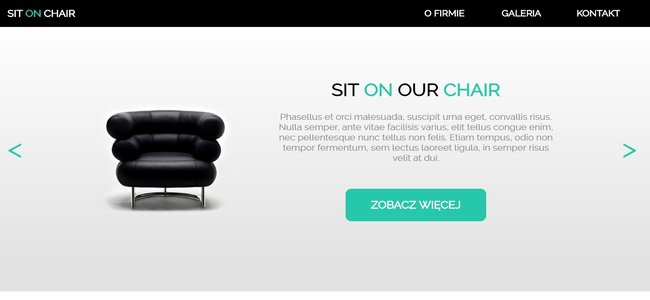 SIT ON CHAIR
O FIRMIE GALERIA KONTAKT
SIT ON OUR CHAIR
Phasellus et orci malesuada, suscipit urna eget, convallis risus.
Nulla semper, ante vitae facilisis varius, elit tellus congue enim,
nec pellentesque nunc tellus non felis. Etiam tempus, odio non
tempor fermentum, sem lectus laoreet ligula, in semper risus
velit at dui.
< >
ZOBACZ WIĘCEJ